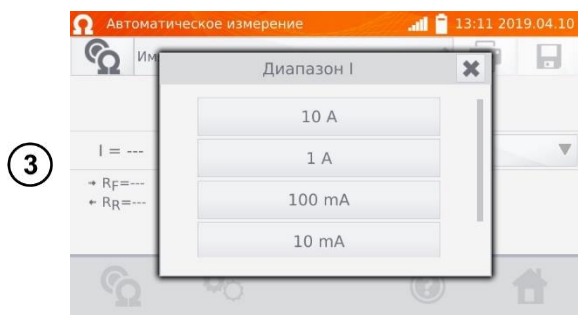 Автоматическое измерение 13:11 2019.04.10
Им
Диапазон I
10 A
1 A
I = ---
3
100 mA
→ RF=---
← RR=---
10 mA